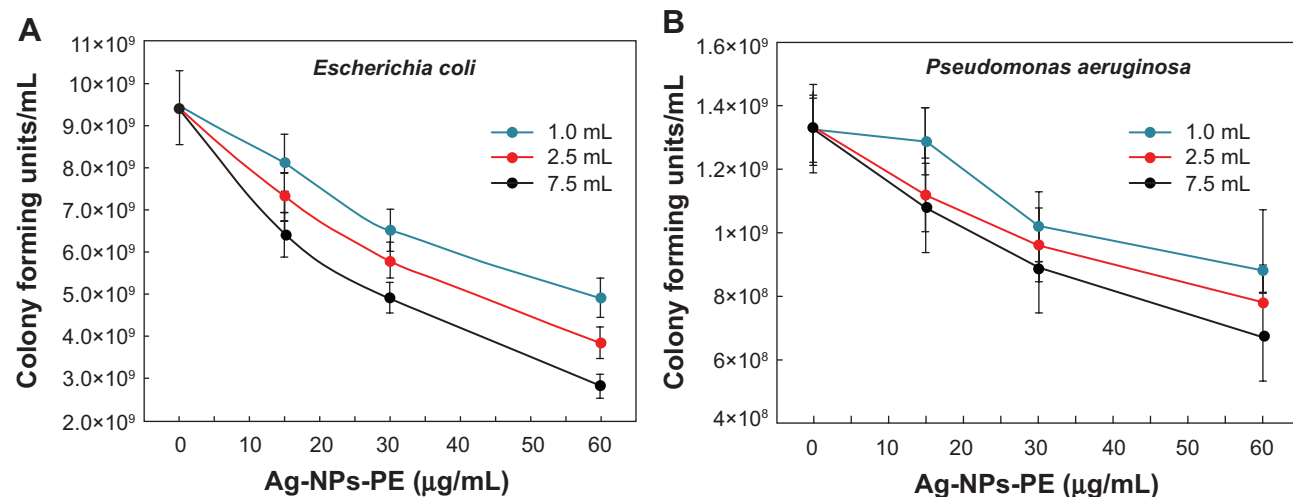 A
Escherichia coli
Colony forming units/mL
11×10⁹
10×10⁹
9.0×10⁹
8.0×10⁹
7.0×10⁹
6.0×10⁹
5.0×10⁹
4.0×10⁹
3.0×10⁹
2.0×10⁹
1.0 mL
2.5 mL
7.5 mL
0 10 20 30 40 50 60
Ag-NPs-PE (µg/mL)
B
Pseudomonas aeruginosa
Colony forming units/mL
1.6×10⁹
1.4×10⁹
1.2×10⁹
1×10⁹
8×10⁸
6×10⁸
4×10⁸
1.0 mL
2.5 mL
7.5 mL
0 10 20 30 40 50 60
Ag-NPs-PE (µg/mL)